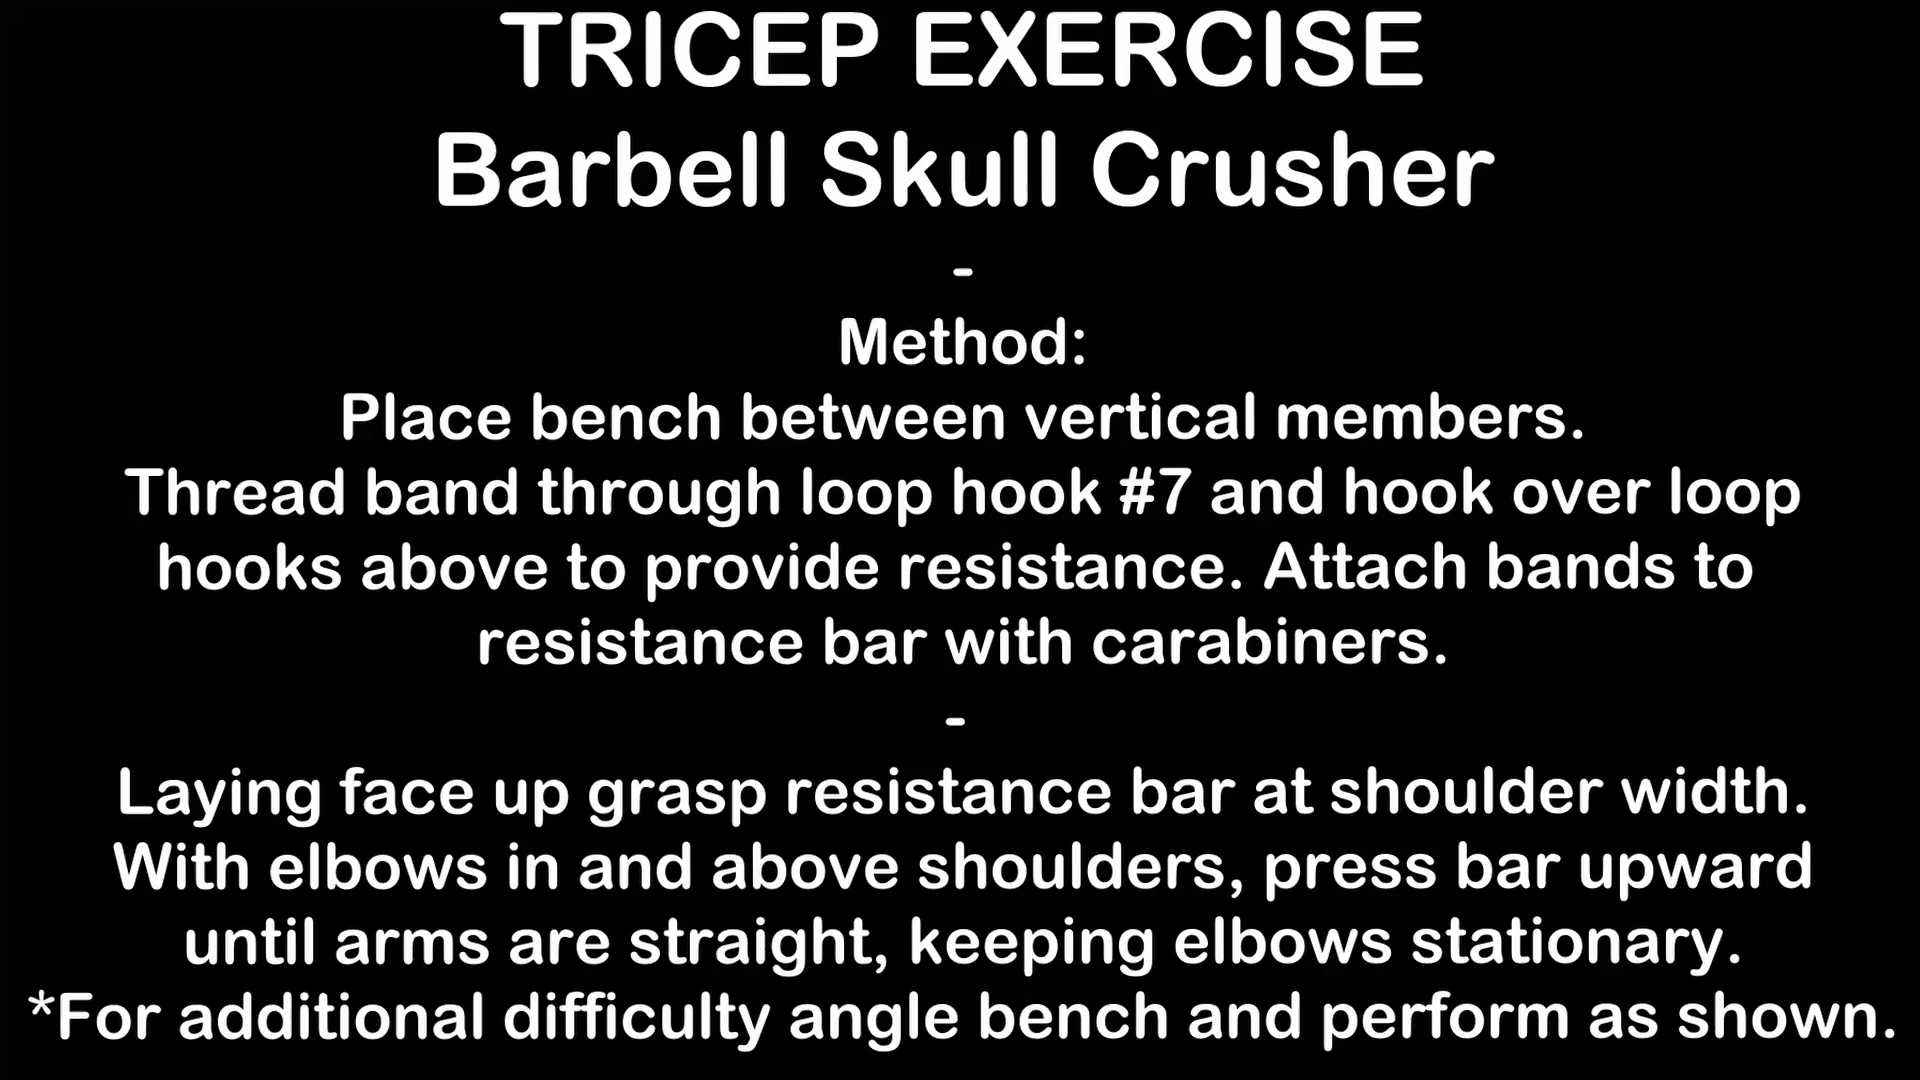 TRICEP EXERCISE
Barbell Skull Crusher
-
Method:
Place bench between vertical members.
Thread band through loop hook #7 and hook over loop
hooks above to provide resistance. Attach bands to
resistance bar with carabiners.
-
Laying face up grasp resistance bar at shoulder width.
With elbows in and above shoulders, press bar upward
until arms are straight, keeping elbows stationary.
*For additional difficulty angle bench and perform as shown.